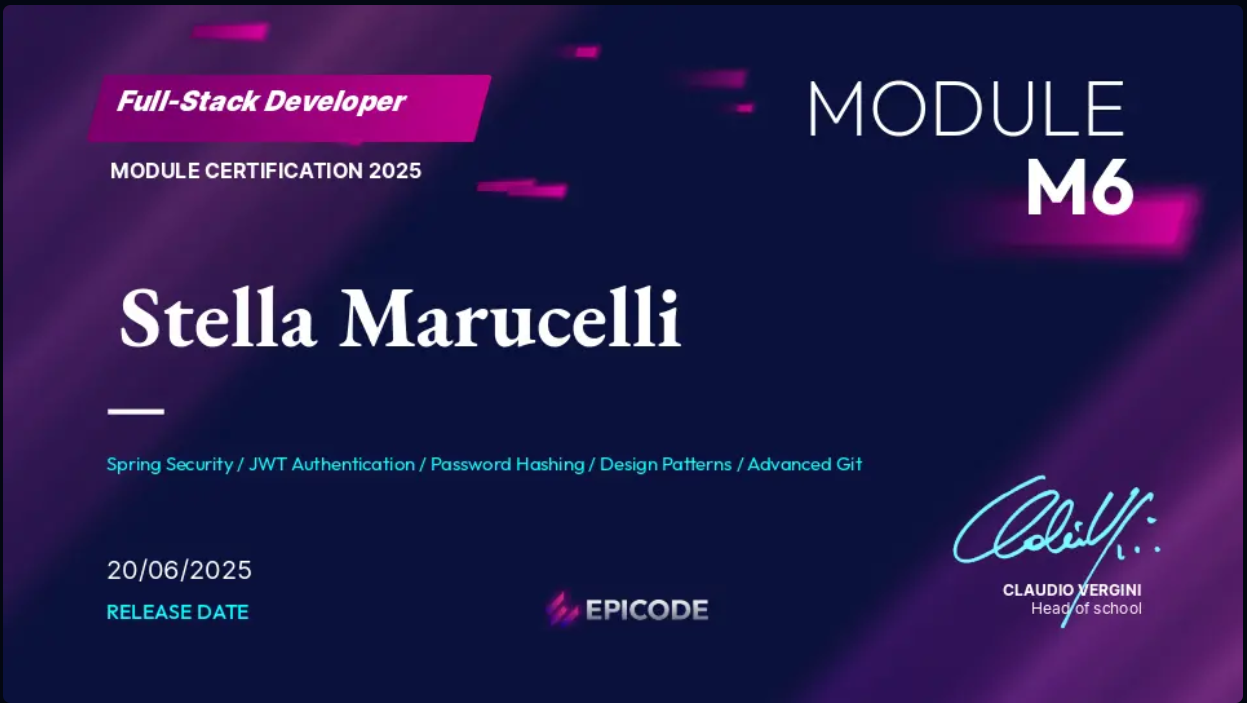 Full-Stack Developer
MODULE CERTIFICATION 2025
MODULE
M6
Stella Marucelli
Spring Security / JWT Authentication / Password Hashing / Design Patterns / Advanced Git
20/06/2025
RELEASE DATE
EPICODE
CLAUDIO VERGINI
Head of school